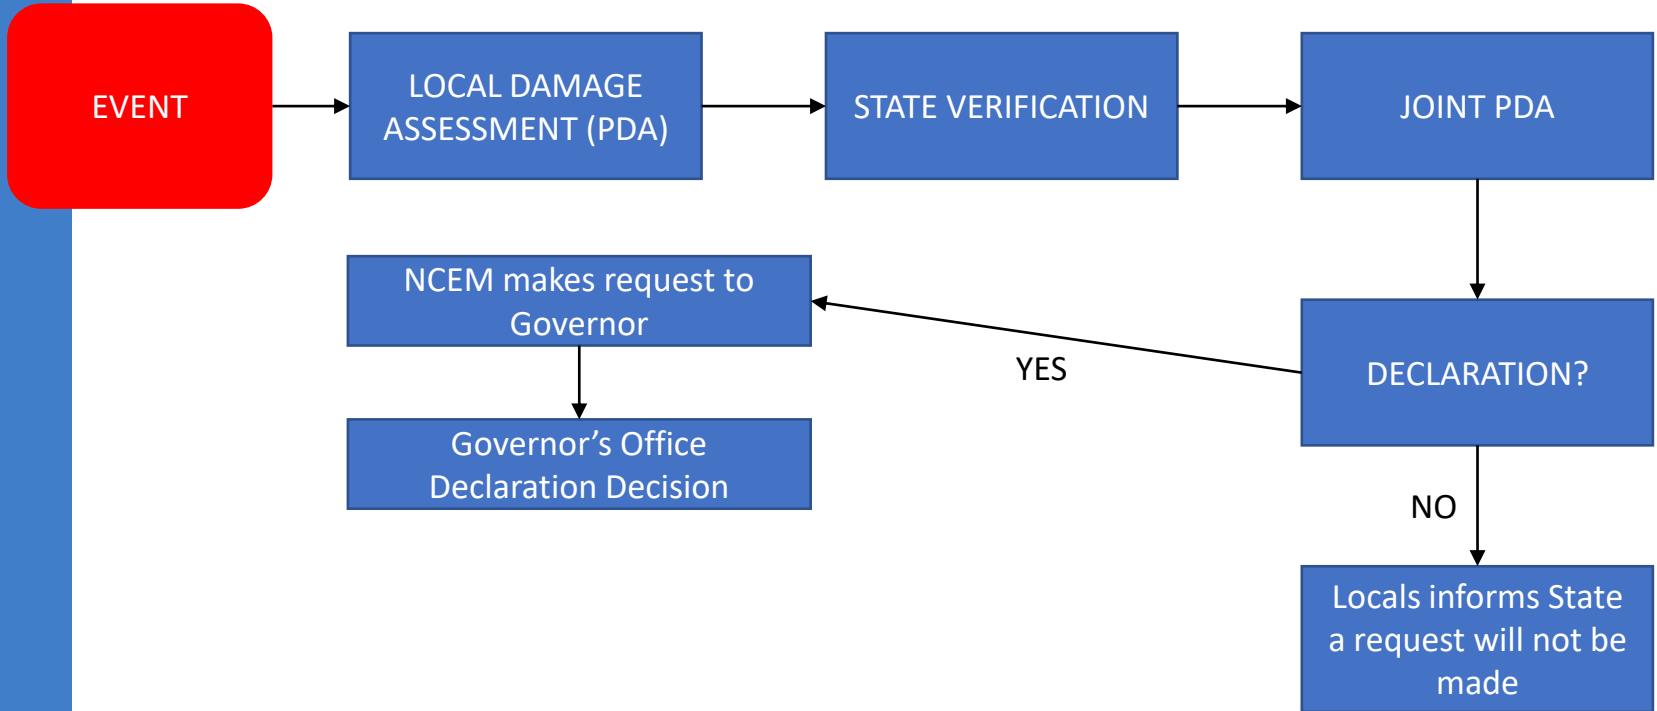 EVENT
LOCAL DAMAGE
ASSESSMENT (PDA)
STATE VERIFICATION
JOINT PDA
NCEM makes request to
Governor
YES
DECLARATION?
Governor’s Office
Declaration Decision
NO
Locals informs State
a request will not be
made